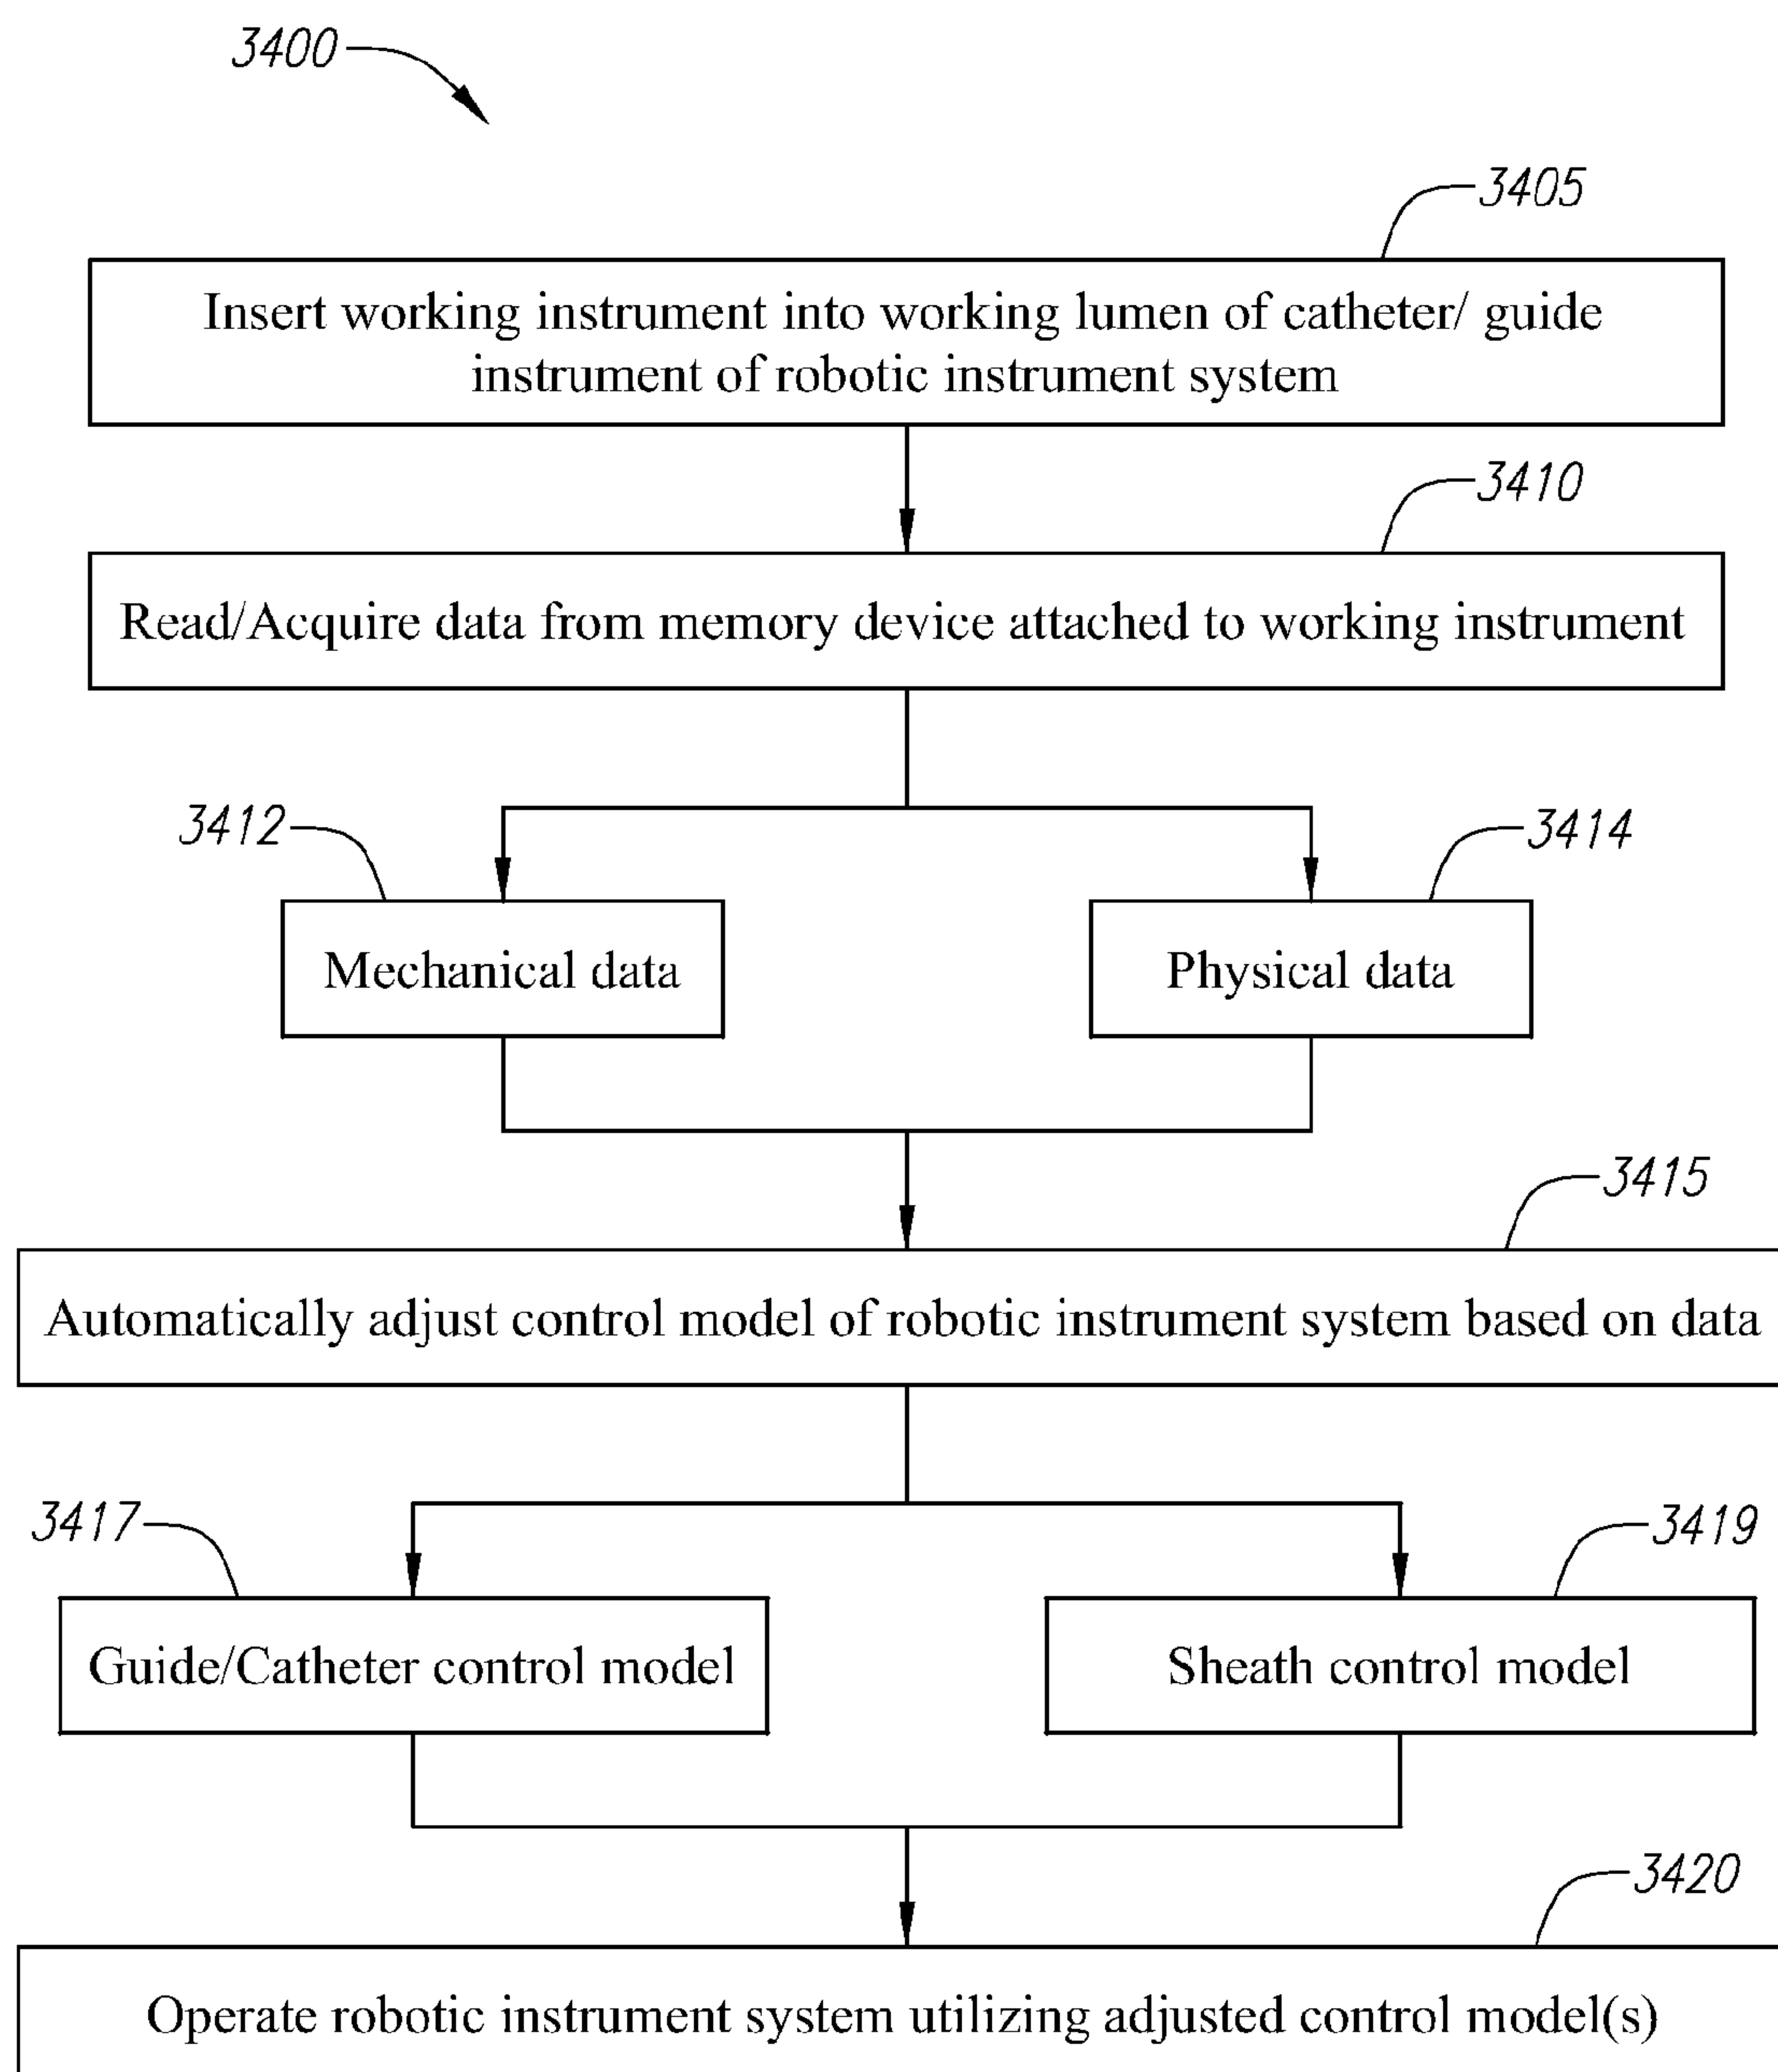 3400
3405
Insert working instrument into working lumen of catheter/ guide
instrument of robotic instrument system
3410
Read/Acquire data from memory device attached to working instrument
3412
3414
Mechanical data
Physical data
3415
Automatically adjust control model of robotic instrument system based on data
3417
3419
Guide/Catheter control model
Sheath control model
3420
Operate robotic instrument system utilizing adjusted control model(s)